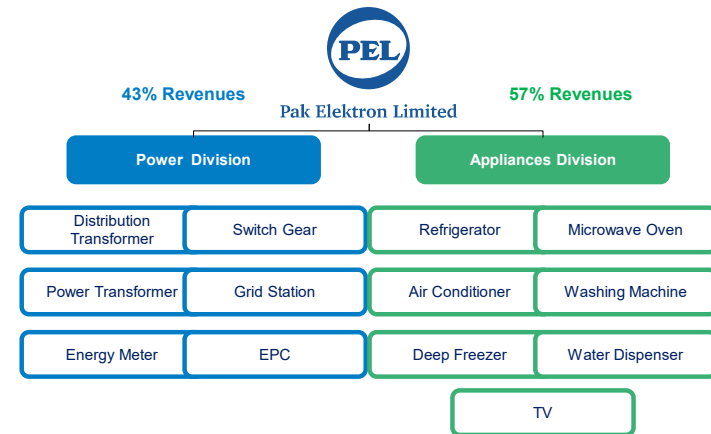 PEL
43% Revenues
57% Revenues
Pak Elektron Limited
Power Division
Appliances Division
Distribution
Transformer
Switch Gear
Refrigerator
Microwave Oven
Power Transformer
Grid Station
Air Conditioner
Washing Machine
Energy Meter
EPC
Deep Freezer
Water Dispenser
TV